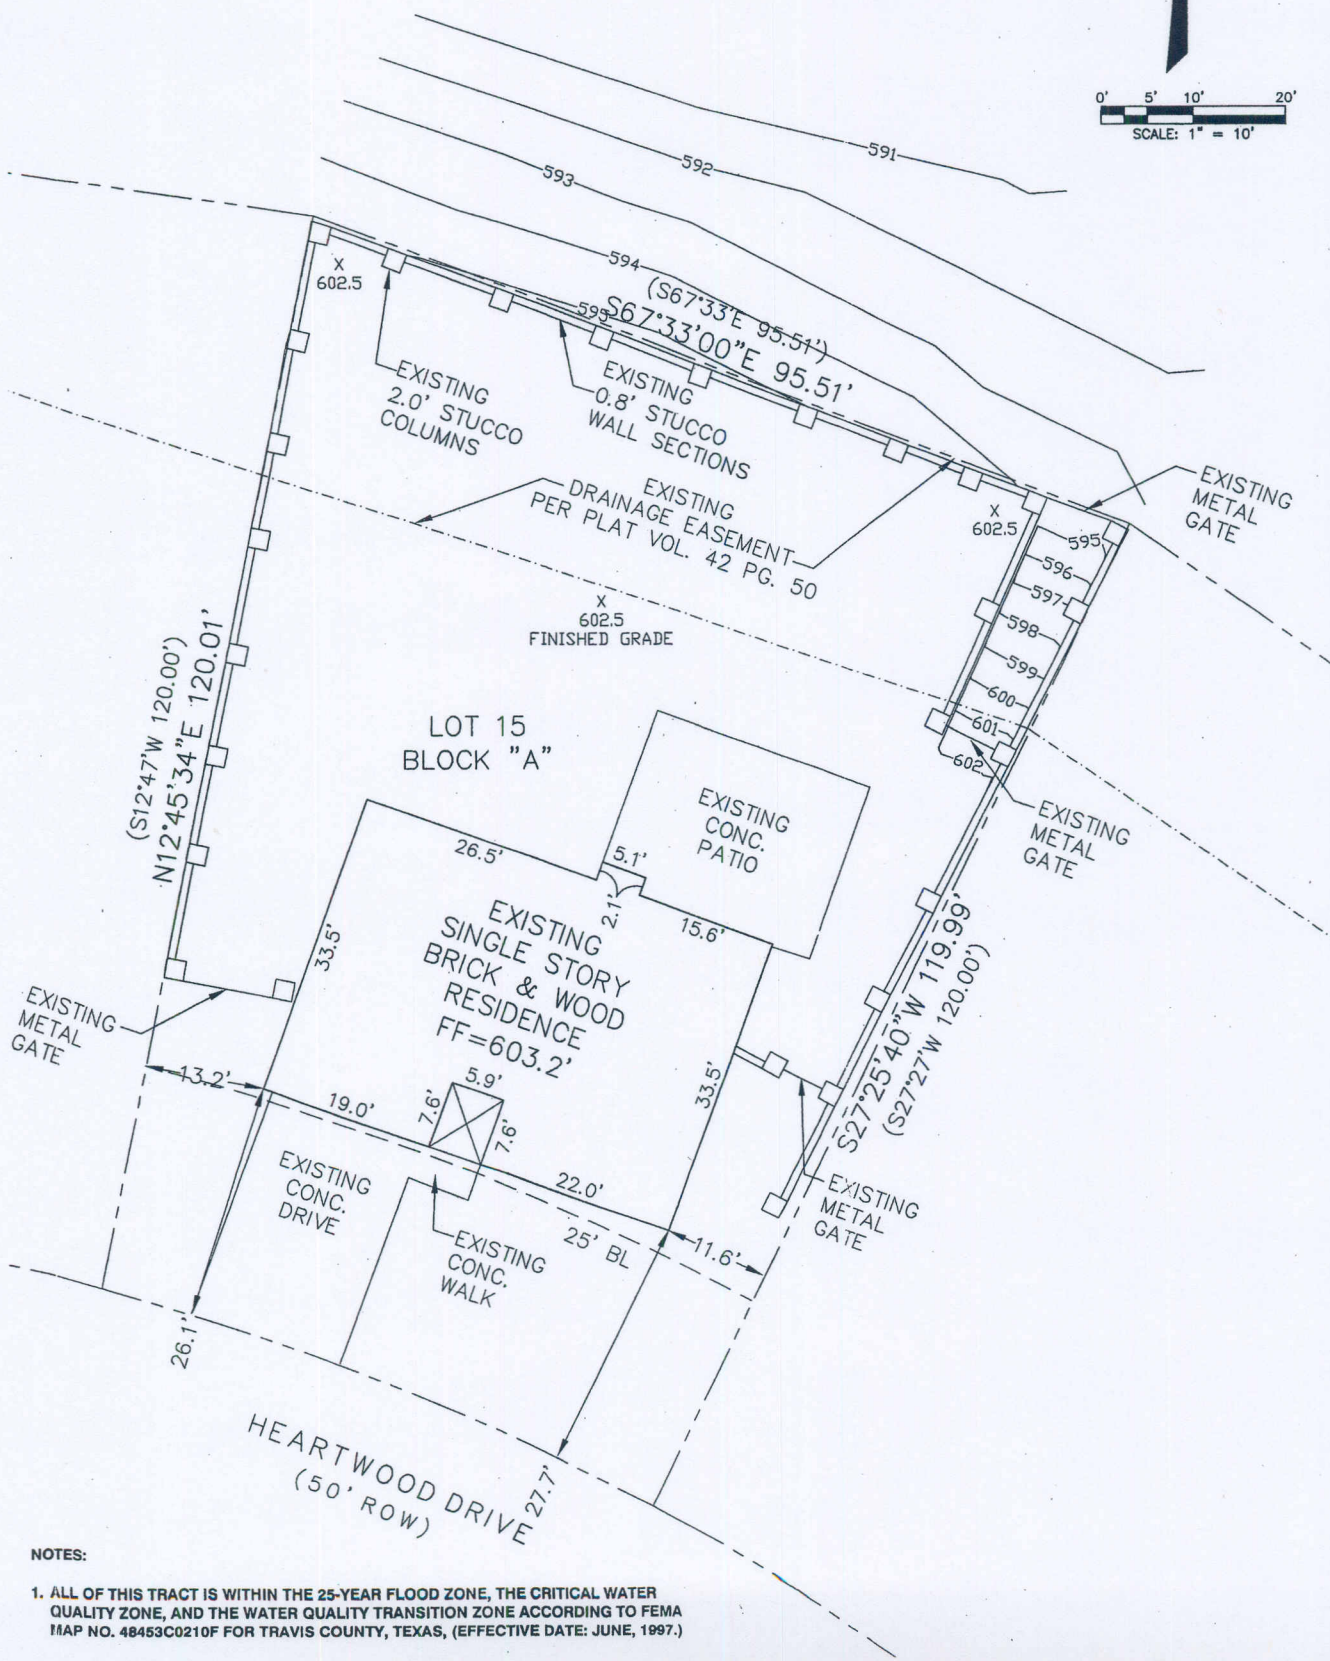 0' 5' 10' 20'
SCALE: 1" = 10'
591
592
593
594
(S67°33'E 95.51')
S67°33'00"E 95.51'
595
X
602.5
EXISTING
2.0' STUCCO
COLUMNS
EXISTING
0.8' STUCCO
WALL SECTIONS
EXISTING
DRAINAGE EASEMENT
PER PLAT VOL. 42 PG. 50
X
602.5
EXISTING
METAL
GATE
595
596
597
598
599
600
601
602
X
602.5
FINISHED GRADE
(S12°47'W 120.00')
N12°45'34"E 120.01'
LOT 15
BLOCK "A"
EXISTING
CONC.
PATIO
EXISTING
METAL
GATE
26.5'
5.1'
2.1'
15.6'
33.5'
EXISTING
SINGLE STORY
BRICK & WOOD
RESIDENCE
FF=603.2'
S27°25'40"W 119.99'
(S27°27'W 120.00')
EXISTING
METAL
GATE
13.2'
19.0'
7.6'
5.9'
7.6'
33.5'
22.0'
25' BL
11.6'
EXISTING
CONC.
DRIVE
EXISTING
CONC.
WALK
EXISTING
METAL
GATE
26.1'
27.7'
HEARTWOOD DRIVE
(50' ROW)
NOTES:
1. ALL OF THIS TRACT IS WITHIN THE 25-YEAR FLOOD ZONE, THE CRITICAL WATER
QUALITY ZONE, AND THE WATER QUALITY TRANSITION ZONE ACCORDING TO FEMA
MAP NO. 48453C0210F FOR TRAVIS COUNTY, TEXAS, (EFFECTIVE DATE: JUNE, 1997.)